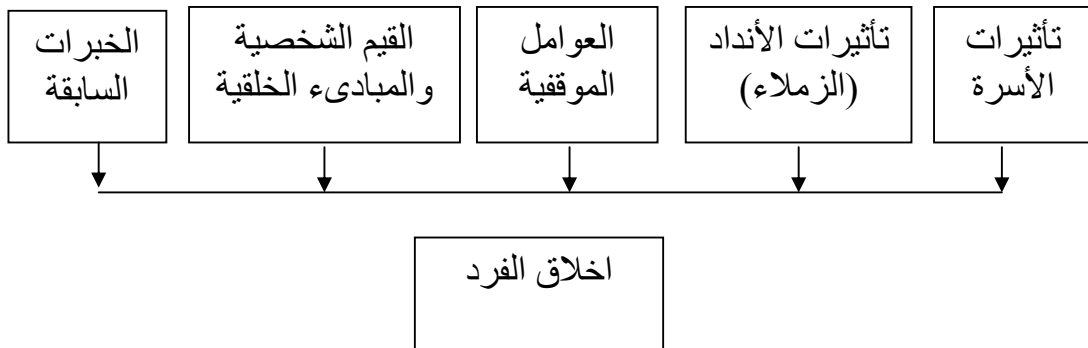 تأثيرات
الأسرة
تأثيرات الأنداد
(الزملاء)
العوامل
الموقفية
القيم الشخصية
والمبادىء الخلقية
الخبرات
السابقة
اخلاق الفرد